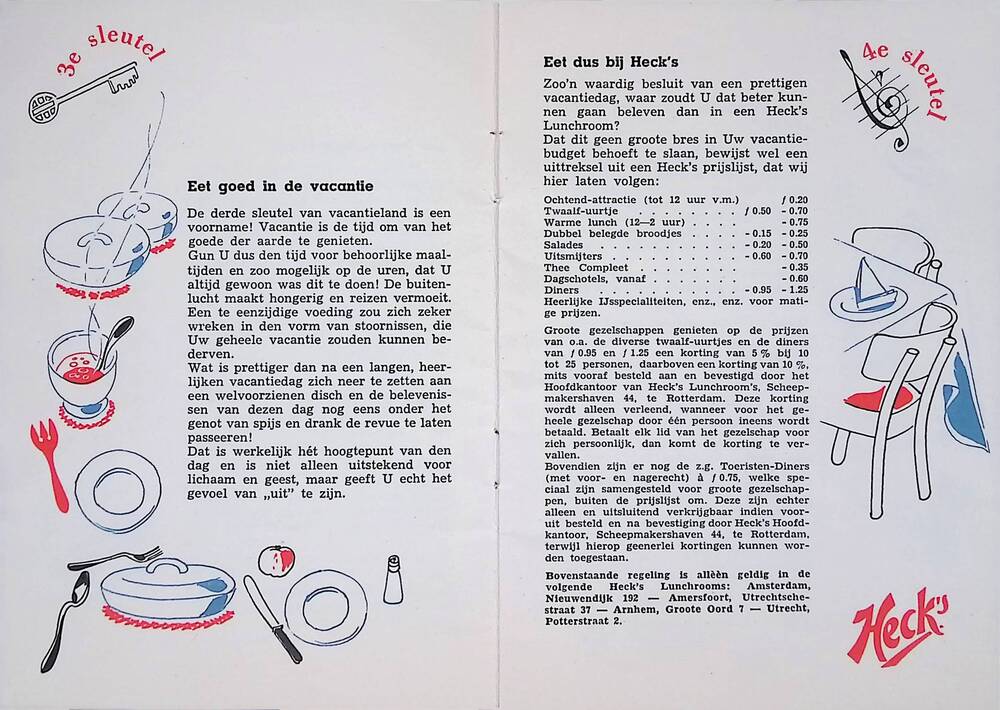 3e sleutel
Eet goed in de vacantie
De derde sleutel van vacantieland is een
voorname! Vacantie is de tijd om van het
goede der aarde te genieten.
Gun U dus den tijd voor behoorlijke maal-
tijden en zoo mogelijk op de uren, dat U
altijd gewoon was dit te doen! De buiten-
lucht maakt hongerig en reizen vermoeit.
Een te eenzijdige voeding zou zich zeker
wreken in den vorm van stoornissen, die
Uw geheele vacantie zouden kunnen be-
derven.
Wat is prettiger dan na een langen, heer-
lijken vacantiedag zich neer te zetten aan
een welvoorzienen disch en de belevenis-
sen van dezen dag nog eens onder het
genot van spijs en drank de revue te laten
passeeren!
Dat is werkelijk hét hoogtepunt van den
dag en is niet alleen uitstekend voor
lichaam en geest, maar geeft U echt het
gevoel van „uit” te zijn.
4e sleutel
Eet dus bij Heck's
Zoo'n waardig besluit van een prettigen
vacantiedag, waar zoudt U dat beter kun-
nen gaan beleven dan in een Heck's
Lunchroom?
Dat dit geen groote bres in Uw vacantie-
budget behoeft te slaan, bewijst wel een
uittreksel uit een Heck's prijslijst, dat wij
hier laten volgen:
Ochtend-attractie (tot 12 uur v.m.) ƒ 0.20
Twaalf-uurtje . . . . . . . . ƒ 0.50 - 0.70
Warme lunch (12—2 uur) . . . . - 0.75
Dubbel belegde broodjes . . . . - 0.15 - 0.25
Salades . . . . . . . . . . - 0.20 - 0.50
Uitsmijters . . . . . . . . . - 0.60 - 0.70
Thee Compleet . . . . . . . . - 0.35
Dagschotels, vanaf . . . . . . . - 0.60
Diners . . . . . . . . . . - 0.95 - 1.25
Heerlijke IJsspecialiteiten, enz., enz. voor mati-
ge prijzen.
Groote gezelschappen genieten op de prijzen
van o.a. de diverse twaalf-uurtjes en de diners
van ƒ 0.95 en ƒ 1.25 een korting van 5 % bij 10
tot 25 personen, daarboven een korting van 10 %,
mits vooraf besteld aan en bevestigd door het
Hoofdkantoor van Heck's Lunchroom's, Scheep-
makershaven 44, te Rotterdam. Deze korting
wordt alleen verleend, wanneer voor het ge-
heele gezelschap door één persoon ineens wordt
betaald. Betaalt elk lid van het gezelschap voor
zich persoonlijk, dan komt de korting te ver-
vallen.
Bovendien zijn er nog de z.g. Toeristen-Diners
(met voor- en nagerecht) à ƒ 0.75, welke spe-
ciaal zijn samengesteld voor groote gezelschap-
pen, buiten de prijslijst om. Deze zijn echter
alleen en uitsluitend verkrijgbaar indien voor-
uit besteld en na bevestiging door Heck's Hoofd-
kantoor, Scheepmakershaven 44, te Rotterdam,
terwijl hierop geenerlei kortingen kunnen wor-
den toegestaan.
Bovenstaande regeling is allèèn geldig in de
volgende Heck's Lunchrooms: Amsterdam,
Nieuwendijk 192 — Amersfoort, Utrechtsche-
straat 37 — Arnhem, Groote Oord 7 — Utrecht,
Potterstraat 2.
Heck's